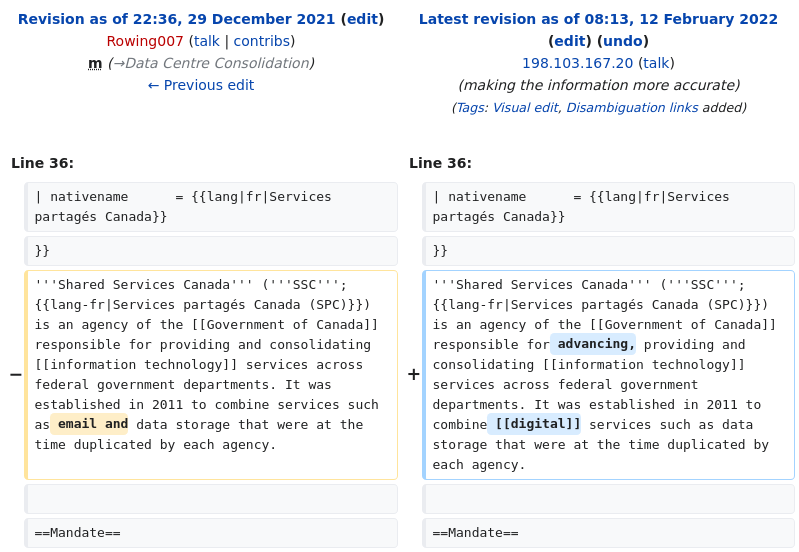 Revision as of 22:36, 29 December 2021 (edit)
Rowing007 (talk | contribs)
m (→Data Centre Consolidation)
← Previous edit
Latest revision as of 08:13, 12 February 2022
(edit) (undo)
198.103.167.20 (talk)
(making the information more accurate)
(Tags: Visual edit, Disambiguation links added)
Line 36:
| nativename      = {{lang|fr|Services
partagés Canada}}
}}
− '''Shared Services Canada''' ('''SSC''';
{{lang-fr|Services partagés Canada (SPC)}})
is an agency of the [[Government of Canada]]
responsible for providing and consolidating
[[information technology]] services across
federal government departments. It was
established in 2011 to combine services such
as email and data storage that were at the
time duplicated by each agency.
==Mandate==
Line 36:
| nativename      = {{lang|fr|Services
partagés Canada}}
}}
+ '''Shared Services Canada''' ('''SSC''';
{{lang-fr|Services partagés Canada (SPC)}})
is an agency of the [[Government of Canada]]
responsible for advancing, providing and
consolidating [[information technology]]
services across federal government
departments. It was established in 2011 to
combine [[digital]] services such as data
storage that were at the time duplicated by
each agency.
==Mandate==